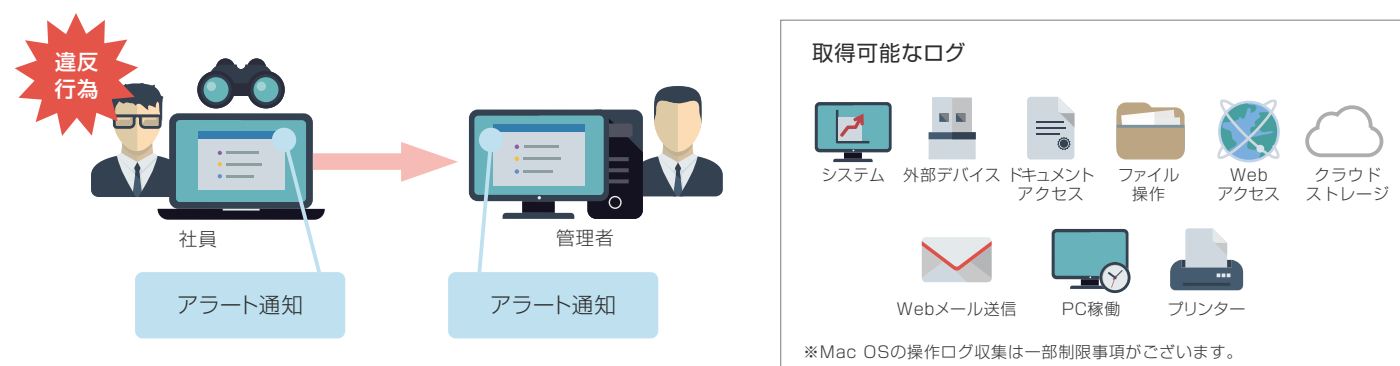 違反
行為
社員
管理者
アラート通知
アラート通知
取得可能なログ
システム
外部デバイス
ドキュメント
アクセス
ファイル
操作
Web
アクセス
クラウド
ストレージ
Webメール送信
PC稼働
プリンター
※Mac OSの操作ログ収集は一部制限事項がございます。